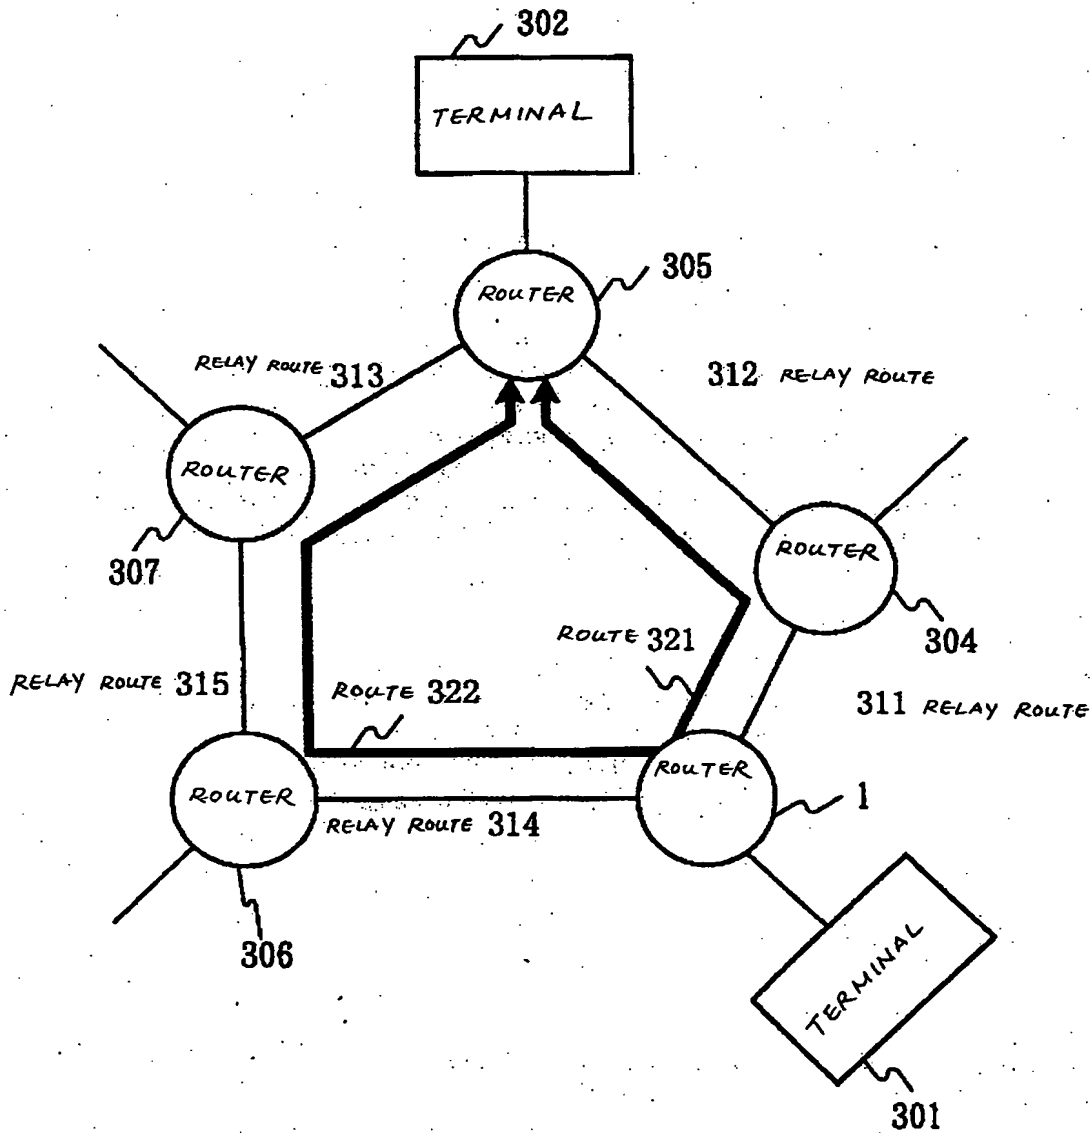 302
TERMINAL
305
ROUTER
RELAY ROUTE 313
312 RELAY ROUTE
ROUTER
307
ROUTER
304
ROUTE 321
RELAY ROUTE 315
ROUTE 322
311 RELAY ROUTE
ROUTER
ROUTER
1
RELAY ROUTE 314
306
TERMINAL
301